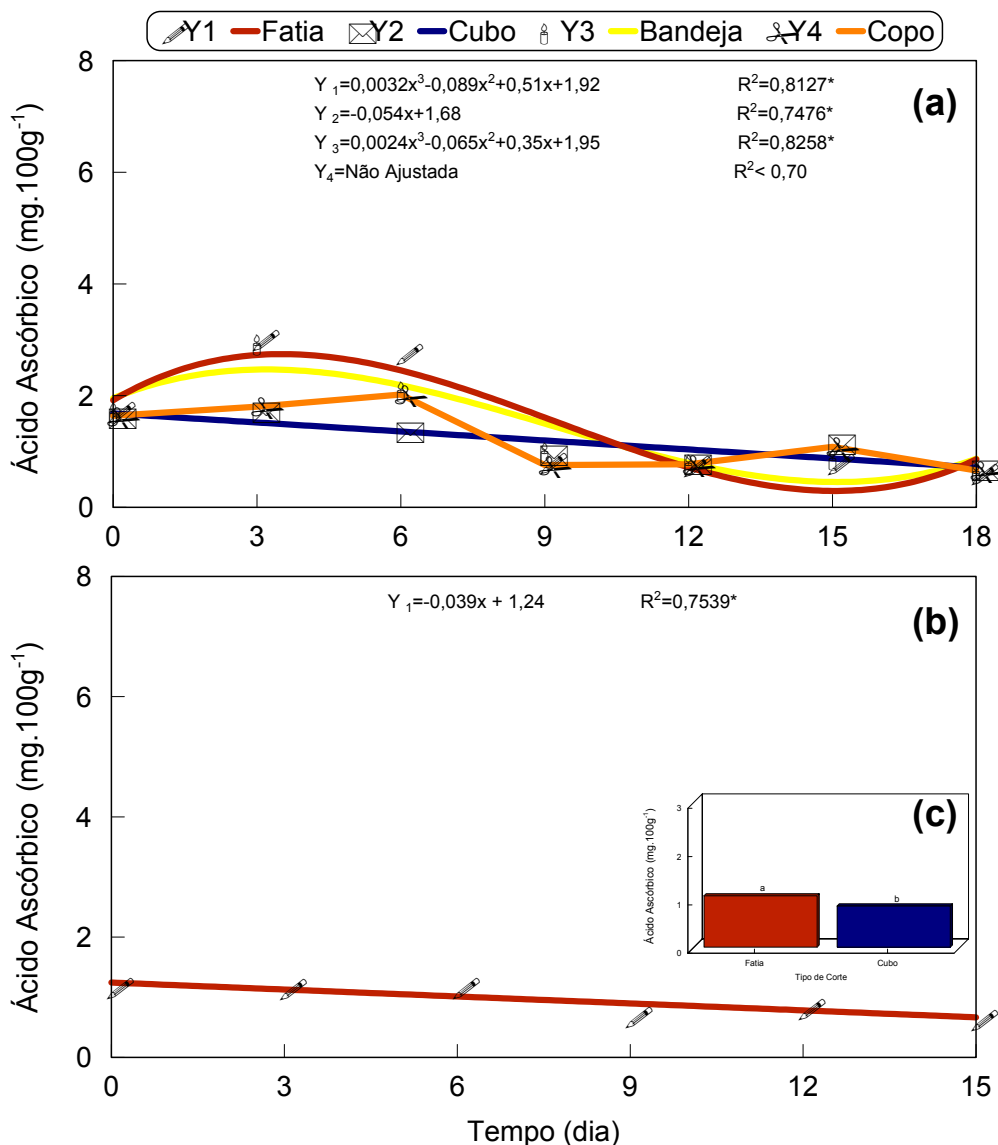 Y1 Fatia Y2 Cubo Y3 Bandeja Y4 Copo
8
6
4
2
0
Ácido Ascórbico (mg.100g⁻¹)
Y ₁=0,0032x³-0,089x²+0,51x+1,92 R²=0,8127*
Y ₂=-0,054x+1,68 R²=0,7476*
Y ₃=0,0024x³-0,065x²+0,35x+1,95 R²=0,8258*
Y₄=Não Ajustada R²< 0,70
(a)
0 3 6 9 12 15 18
8
6
4
2
0
Ácido Ascórbico (mg.100g⁻¹)
Y ₁=-0,039x + 1,24 R²=0,7539*
(b)
(c)
3
2
1
0
Ácido Ascórbico (mg.100g⁻¹)
a b
Fatia Cubo
Tipo de Corte
0 3 6 9 12 15
Tempo (dia)